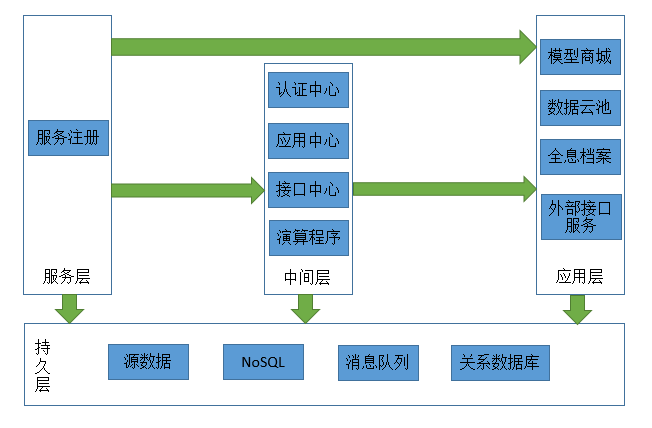 服务注册
服务层
认证中心
应用中心
接口中心
演算程序
中间层
模型商城
数据云池
全息档案
外部接口
服务
应用层
持
久
层
源数据
NoSQL
消息队列
关系数据库